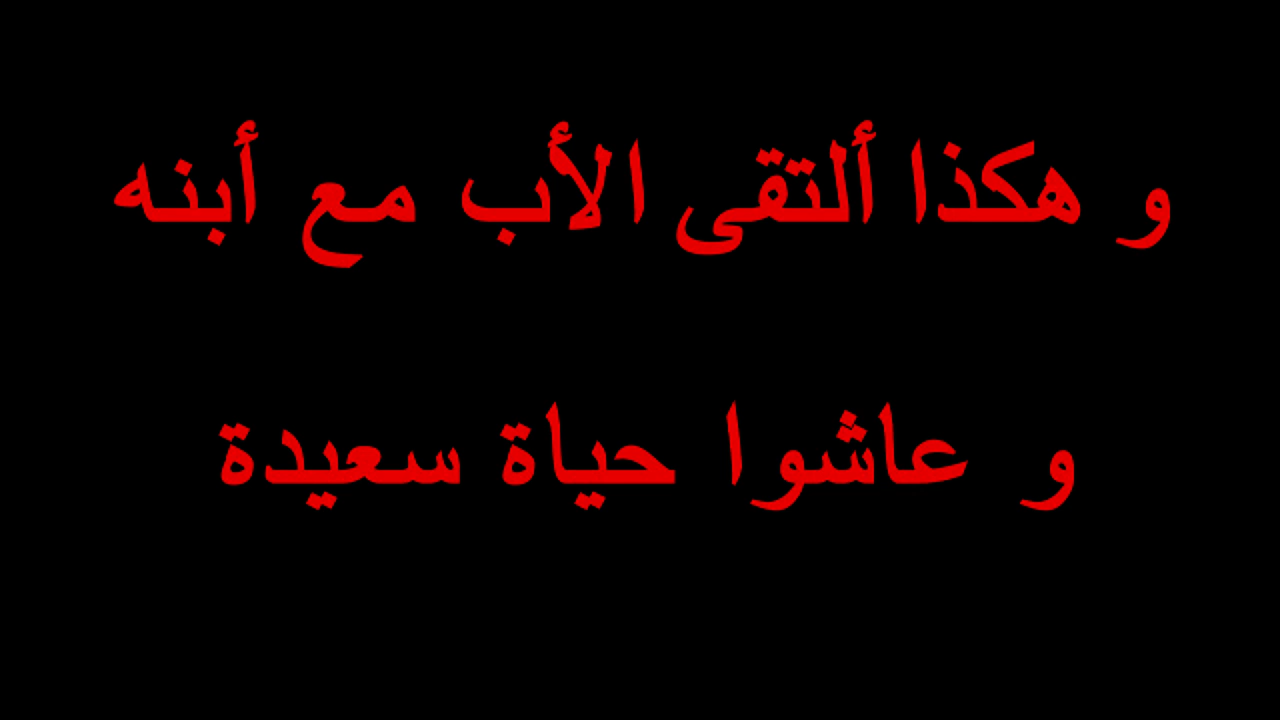 و هكذا ألتقى الأب مع أبنه
و عاشوا حياة سعيدة